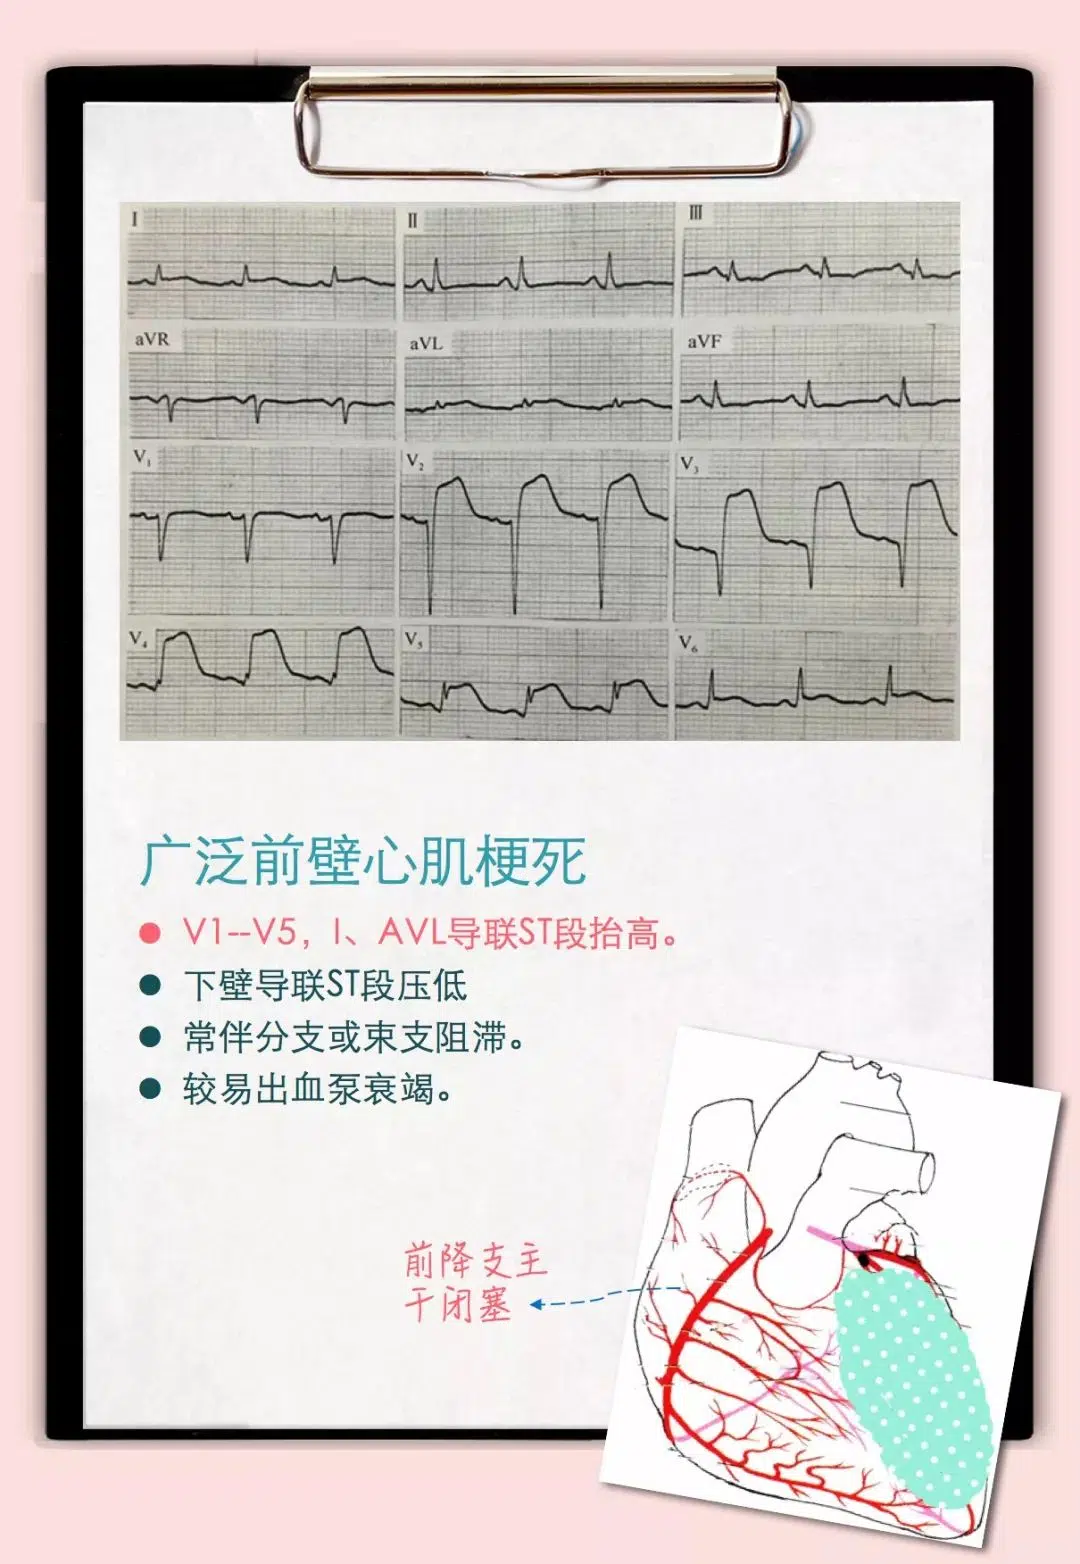 I
II
III
aVR
aVL
aVF
V1
V2
V3
V4
V5
V6
广泛前壁心肌梗死
V1--V5，I、AVL导联ST段抬高。
下壁导联ST段压低
常伴分支或束支阻滞。
较易出血泵衰竭。
前降支主
干闭塞